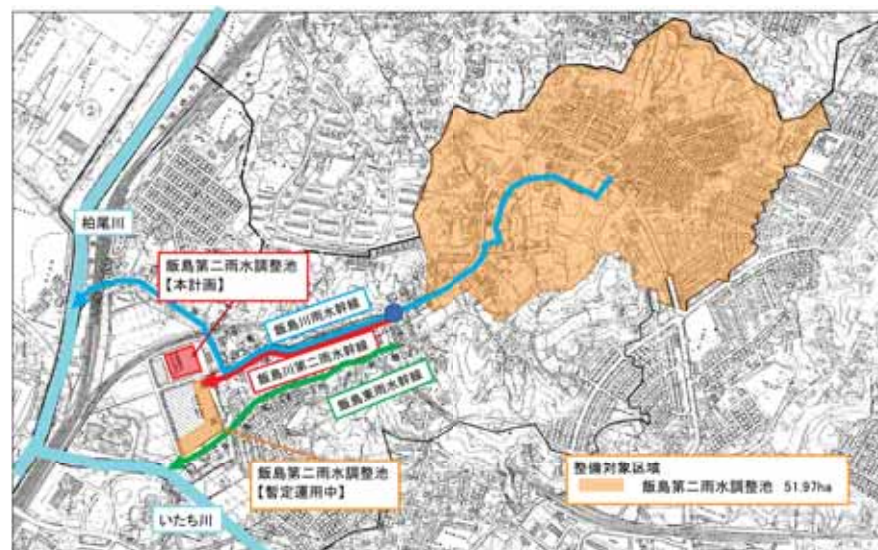 柏尾川
飯島第二雨水調整池
【本計画】
飯島川雨水幹線
飯島川第二雨水幹線
飯島東雨水幹線
飯島第二雨水調整池
【暫定運用中】
いたち川
整備対象区域
飯島第二雨水調整池 51.97ha